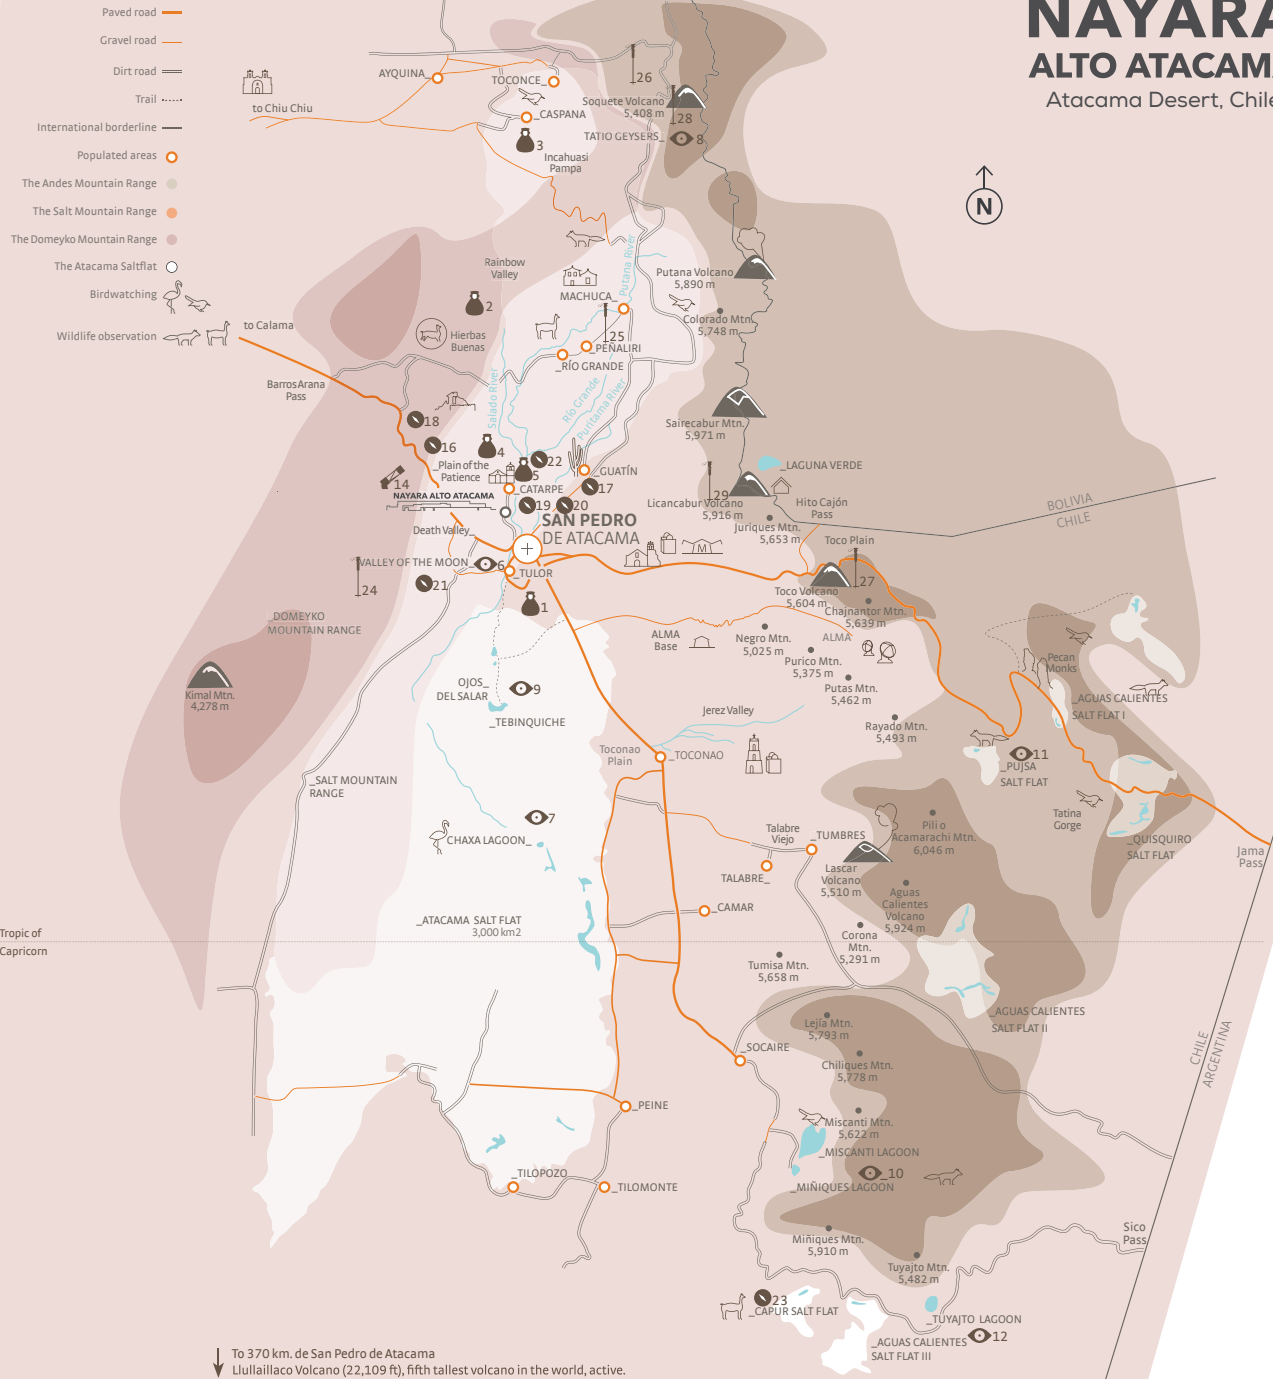 NAYARA
ALTO ATACAM
Atacama Desert, Chile
Paved road
Gravel road
Dirt road
Trail
International borderline
Populated areas
The Andes Mountain Range
The Salt Mountain Range
The Domeyko Mountain Range
The Atacama Saltflat
Birdwatching
Wildlife observation
to Chiu Chiu
AYQUINA_
TOCONCE_
_CASPANA
3
Incahuasi
Pampa
26
Soquete Volcano
5,408 m
28
TATIO GEYSERS_
8
N
Rainbow
Valley
2
Hierbas
Buenas
to Calama
Barros Arana
Pass
Putana River
MACHUCA_
25
_PEÑALIRI
_RÍO GRANDE
Putana Volcano
5,890 m
Colorado Mtn.
5,748 m
Salado River
Río Grande
Puritama River
Sairecabur Mtn.
5,971 m
18
16
4
_Plain of the
Patience
14
5
22
_GUATÍN
17
_CATARPE
19
20
NAYARA ALTO ATACAMA
SAN PEDRO
DE ATACAMA
_LAGUNA VERDE
29
Licancabur Volcano
5,916 m
Hito Cajón
Pass
Juriques Mtn.
5,653 m
BOLIVIA
CHILE
Death Valley_
_VALLEY OF THE MOON_
6
_TULOR
21
24
1
M
Toco Plain
27
Toco Volcano
5,604 m
Chajnantor Mtn.
5,639 m
_DOMEYKO
MOUNTAIN RANGE
Kimal Mtn.
4,278 m
ALMA
Base
Negro Mtn.
5,025 m
ALMA
Purico Mtn.
5,375 m
Putas Mtn.
5,462 m
Rayado Mtn.
5,493 m
Pecan
Monks
_AGUAS CALIENTES
SALT FLAT I
OJOS_
DEL SALAR
9
_TEBINQUICHE
Jerez Valley
Toconao
Plain
_TOCONAO
11
_PUJSA
SALT FLAT
_SALT MOUNTAIN
RANGE
7
CHAXA LAGOON_
Tatina
Gorge
_QUISQUIRO
SALT FLAT
Jama
Pass
Talabre
Viejo
_TUMBRES
TALABRE_
Lascar
Volcano
5,510 m
Pili o
Acamarachi Mtn.
6,046 m
Aguas
Calientes
Volcano
5,924 m
_CAMAR
_ATACAMA SALT FLAT
3,000 km2
Tropic of
Capricorn
Corona
Mtn.
5,291 m
Tumisa Mtn.
5,658 m
_AGUAS CALIENTES
SALT FLAT II
Lejía Mtn.
5,793 m
_SOCAIRE
Chiliques Mtn.
5,778 m
CHILE
ARGENTINA
_PEINE
Miscanti Mtn.
5,622 m
_MISCANTI LAGOON
10
_MIÑIQUES LAGOON
_TILOPOZO
_TILOMONTE
Miñiques Mtn.
5,910 m
Sico
Pass
Tuyajto Mtn.
5,482 m
23
_CAPUR SALT FLAT
_TUYAJTO LAGOON
12
_AGUAS CALIENTES
SALT FLAT III
To 370 km. de San Pedro de Atacama
Llullaillaco Volcano (22,109 ft), fifth tallest volcano in the world, active.